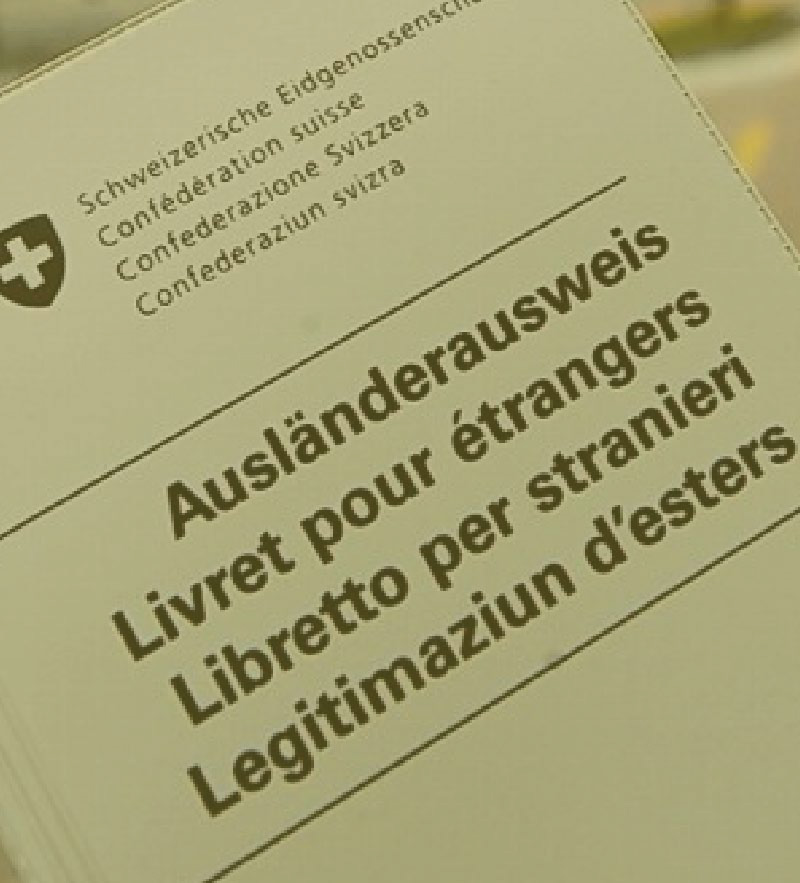 Schweizerische Eidgenossensch
Confédération suisse
Confederazione Svizzera
Confederaziun svizra
Ausländerausweis
Livret pour étrangers
Libretto per stranieri
Legitimaziun d'esters